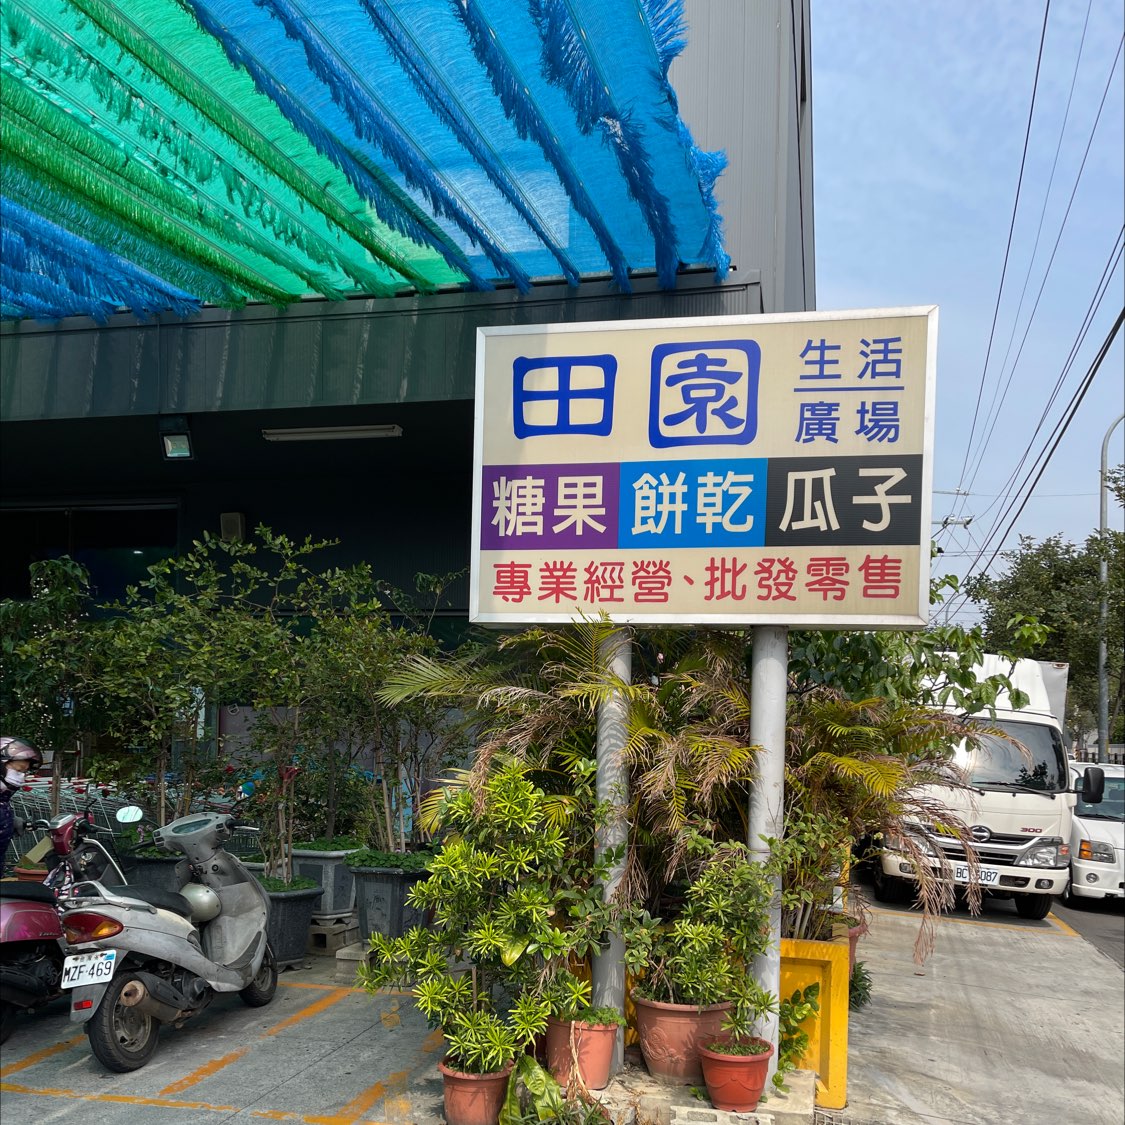 田園 生活廣場
糖果 餅乾 瓜子
專業經營、批發零售
300
MZF-469